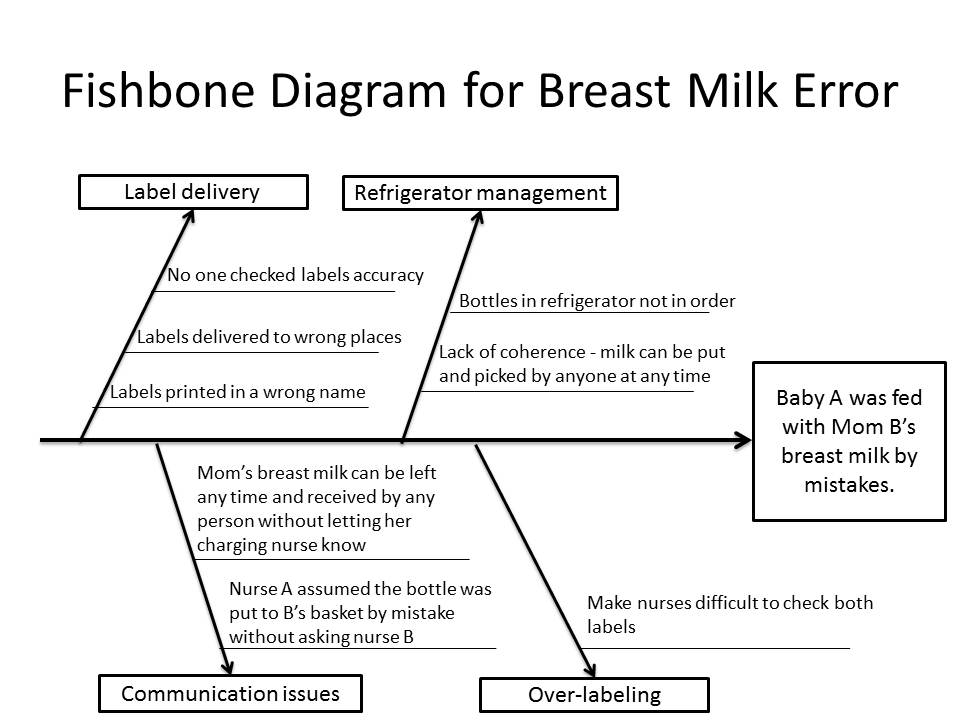 Fishbone Diagram for Breast Milk Error
Label delivery
Refrigerator management
No one checked labels accuracy
Labels delivered to wrong places
Labels printed in a wrong name
Bottles in refrigerator not in order
Lack of coherence - milk can be put
and picked by anyone at any time
Baby A was fed
with Mom B's
breast milk by
mistakes.
Mom's breast milk can be left
any time and received by any
person without letting her
charging nurse know
Nurse A assumed the bottle was
put to B's basket by mistake
without asking nurse B
Make nurses difficult to check both
labels
Communication issues
Over-labeling